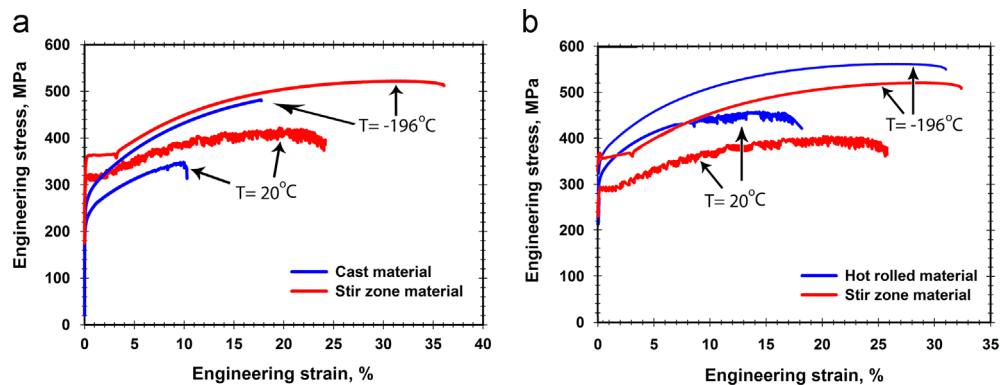 a
600
500
400
300
200
100
0
Engineering stress, MPa
T= -196°C
T= 20°C
Cast material
Stir zone material
0 5 10 15 20 25 30 35 40
Engineering strain, %
b
600
500
400
300
200
100
0
Engineering stress, MPa
T= -196°C
T= 20°C
Hot rolled material
Stir zone material
0 5 10 15 20 25 30 35
Engineering strain, %